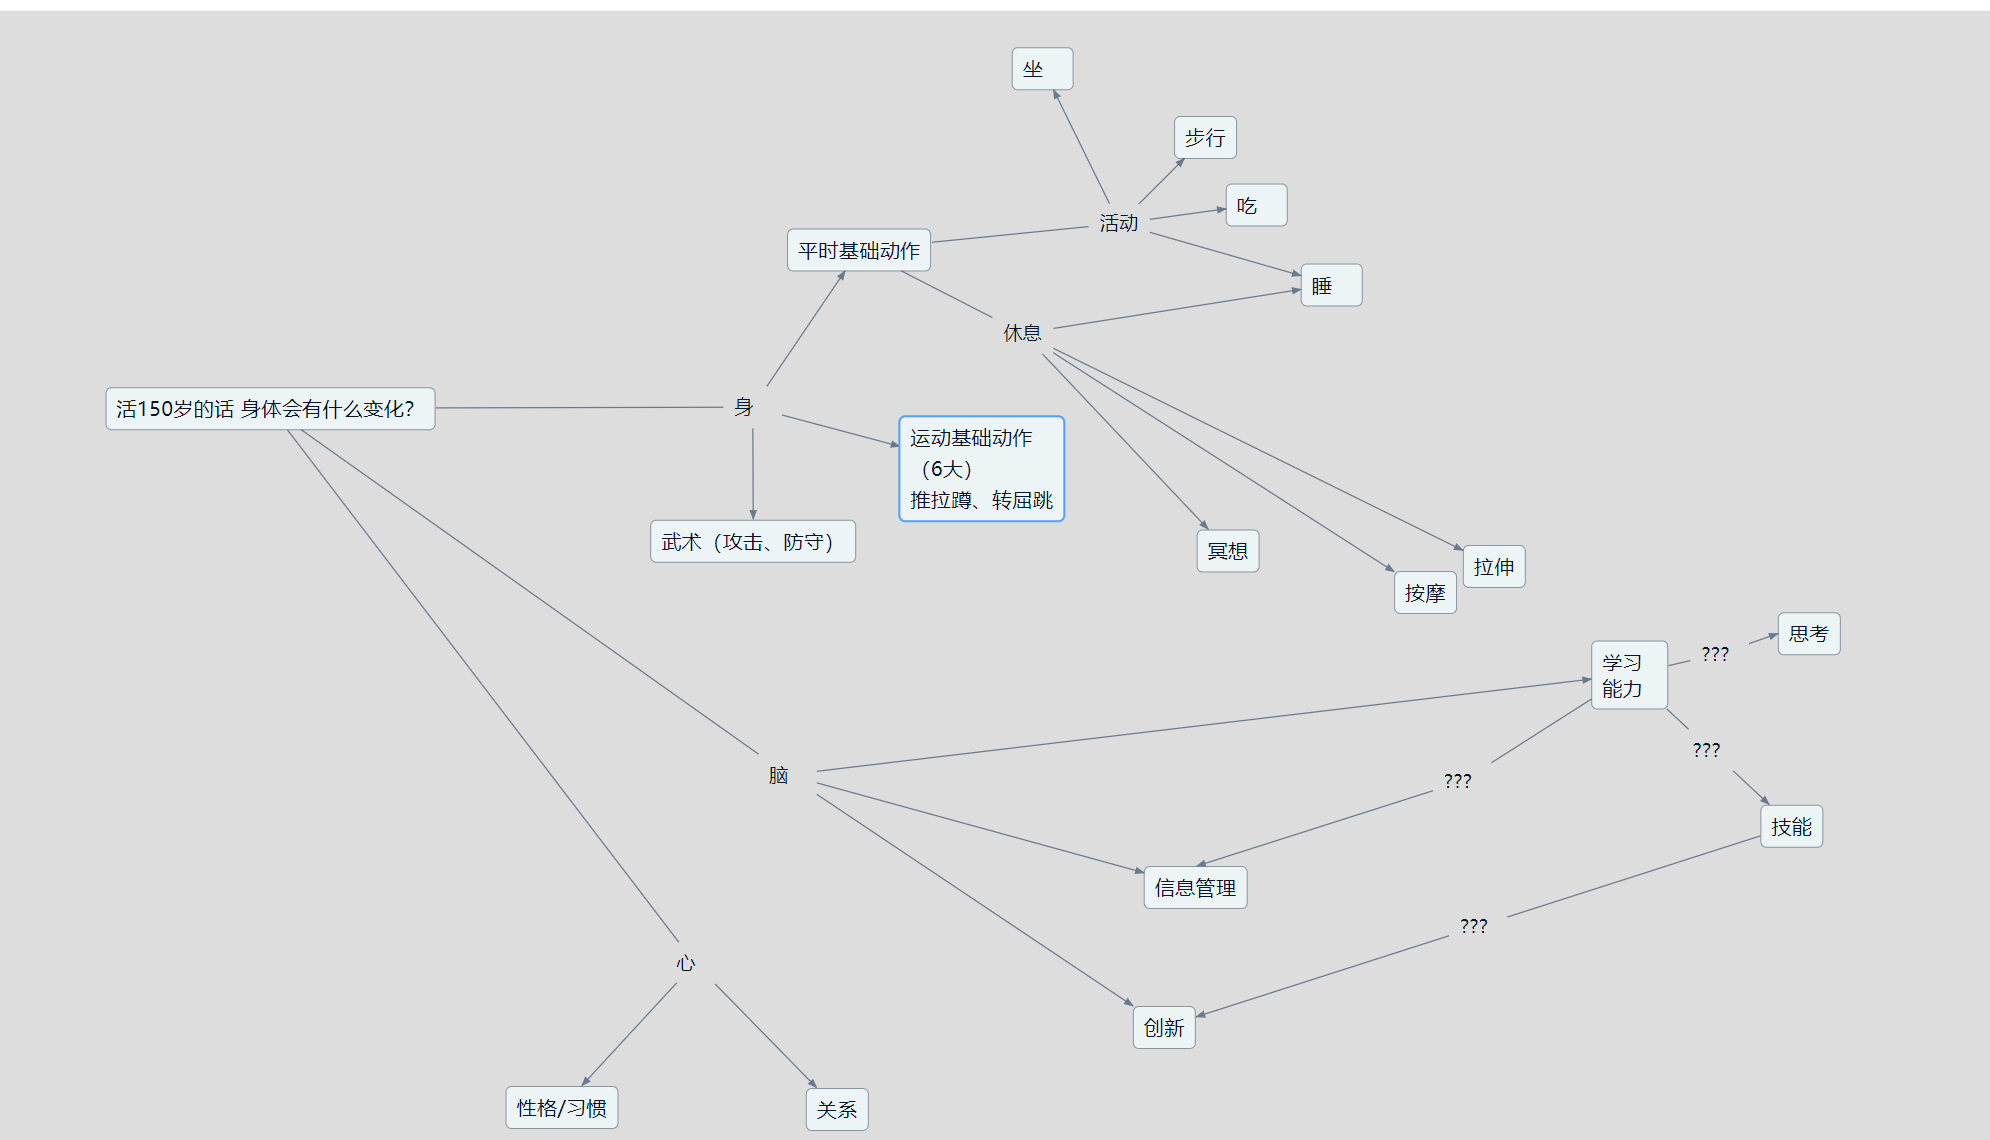 坐
步行
吃
活动
平时基础动作
睡
休息
活150岁的话 身体会有什么变化？
身
运动基础动作
（6大）
推拉蹲、转屈跳
武术（攻击、防守）
冥想
拉伸
按摩
思考
???
学习
能力
???
脑
???
技能
信息管理
???
心
创新
性格/习惯
关系